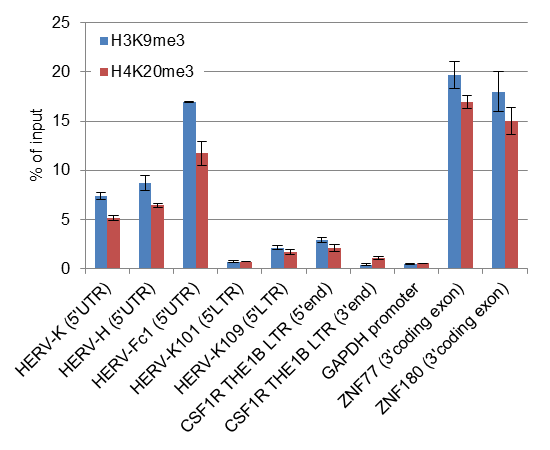 25
20
15
10
5
0
% of input
H3K9me3
H4K20me3
HERV-K (5'UTR)
HERV-H (5'UTR)
HERV-Fc1 (5'UTR)
HERV-K101 (5'LTR)
HERV-K109 (5'LTR)
CSF1R THE1B LTR (5'end)
CSF1R THE1B LTR (3'end)
GAPDH promoter
ZNF77 (3'coding exon)
ZNF180 (3'coding exon)